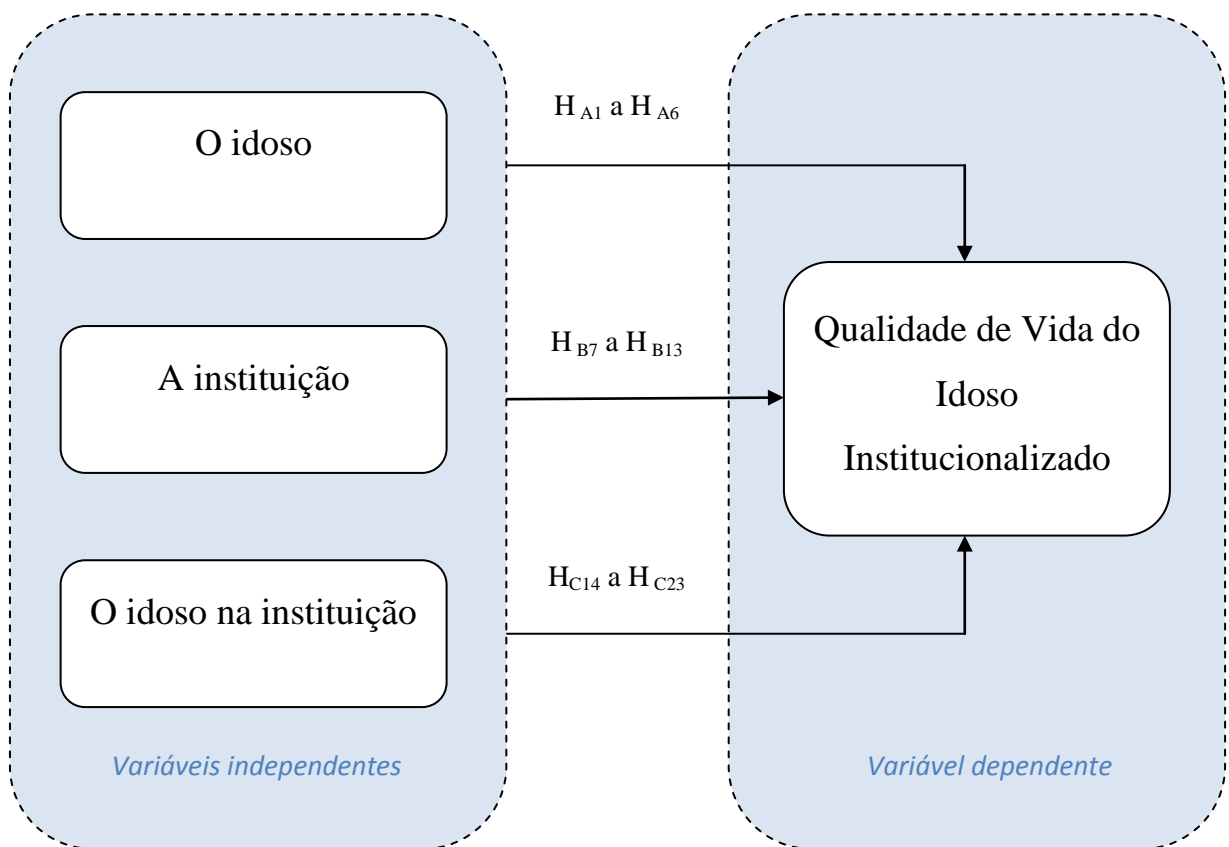 O idoso
H A1 a H A6
A instituição
H B7 a H B13
Qualidade de Vida do
Idoso
Institucionalizado
O idoso na instituição
HC14 a H C23
Variáveis independentes
Variável dependente